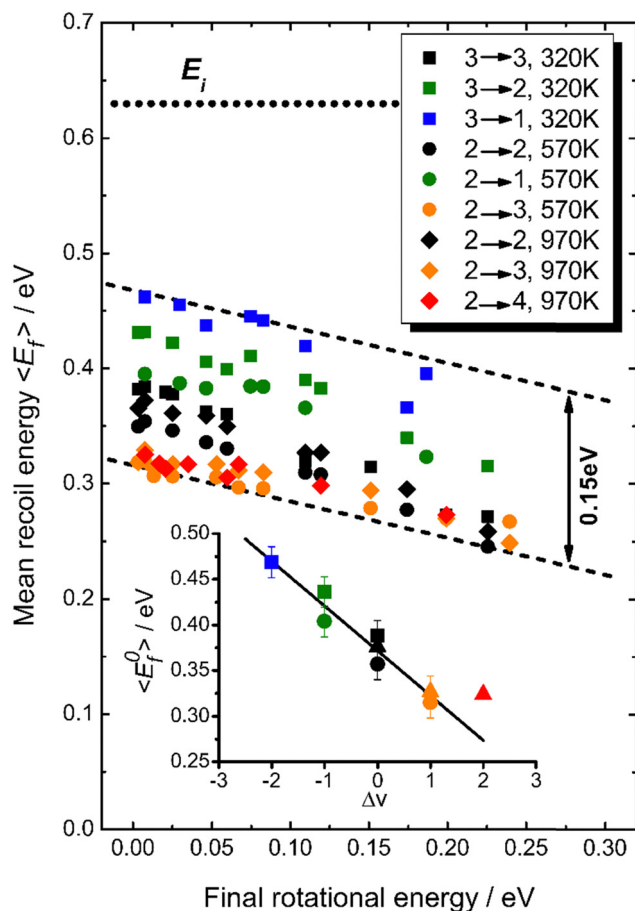 0.7
0.6
0.5
0.4
0.3
0.2
0.1
0.0
Mean recoil energy <E_f> / eV
E_i
3→3, 320K
3→2, 320K
3→1, 320K
2→2, 570K
2→1, 570K
2→3, 570K
2→2, 970K
2→3, 970K
2→4, 970K
0.15eV
0.50
0.45
0.40
0.35
0.30
0.25
<E_f^0> / eV
-3 -2 -1 0 1 2 3
Δv
0.00 0.05 0.10 0.15 0.20 0.25 0.30
Final rotational energy / eV